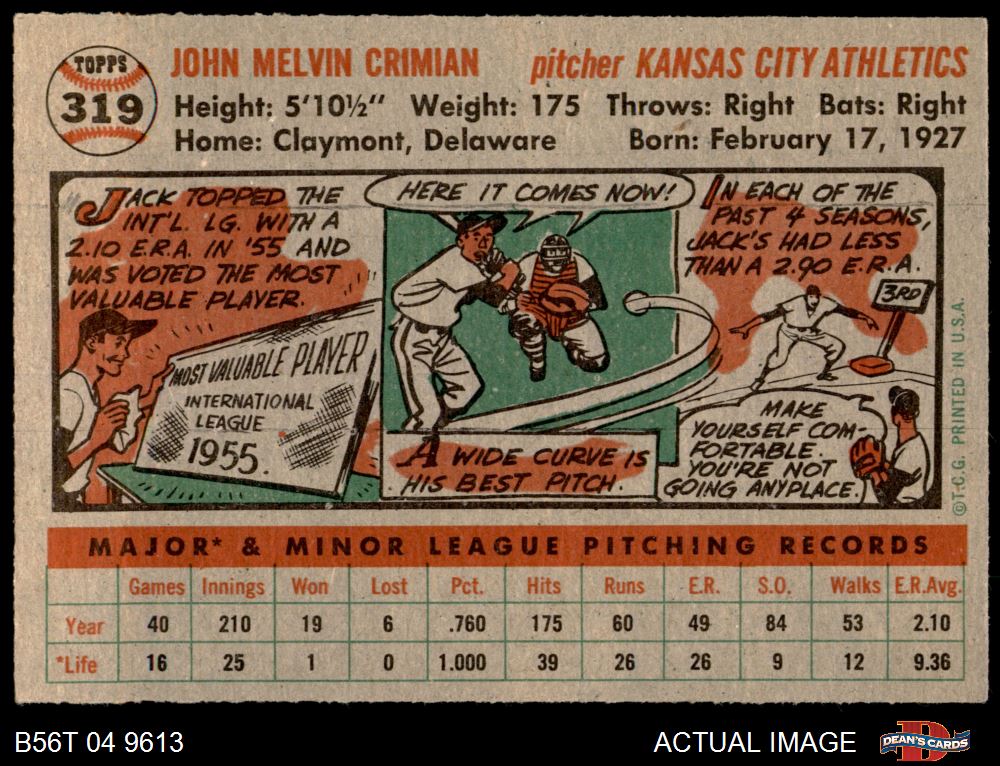 TOPPS
319
JOHN MELVIN CRIMIAN pitcher KANSAS CITY ATHLETICS
Height: 5'10½" Weight: 175 Throws: Right Bats: Right
Home: Claymont, Delaware Born: February 17, 1927
JACK TOPPED THE
INT'L. LG. WITH A
2.10 E.R.A. IN '55 AND
WAS VOTED THE MOST
VALUABLE PLAYER.
MOST VALUABLE PLAYER
INTERNATIONAL
LEAGUE
1955.
HERE IT COMES NOW!
A WIDE CURVE IS
HIS BEST PITCH.
IN EACH OF THE
PAST 4 SEASONS,
JACK'S HAD LESS
THAN A 2.90 E.R.A.
3RD
MAKE
YOURSELF COM-
FORTABLE.
YOU'RE NOT
GOING ANYPLACE.
©T.C.G. PRINTED IN U.S.A.
MAJOR* & MINOR LEAGUE PITCHING RECORDS
Games Innings Won Lost Pct. Hits Runs E.R. S.O. Walks E.R.Avg.
Year 40 210 19 6 .760 175 60 49 84 53 2.10
*Life 16 25 1 0 1.000 39 26 26 9 12 9.36
B56T 04 9613 ACTUAL IMAGE DEAN'S CARDS